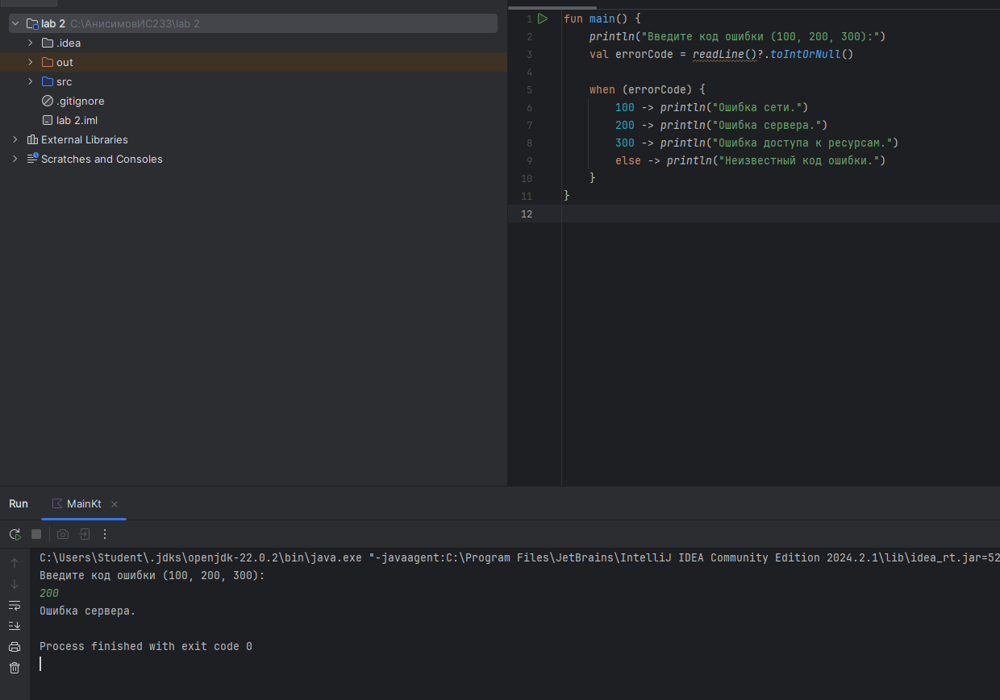 lab 2 C:\АнисимовИС233\lab 2
.idea
out
src
.gitignore
lab 2.iml
External Libraries
Scratches and Consoles
1 fun main() {
2 println("Введите код ошибки (100, 200, 300):")
3 val errorCode = readLine()?.toIntOrNull()
4
5 when (errorCode) {
6 100 -> println("Ошибка сети.")
7 200 -> println("Ошибка сервера.")
8 300 -> println("Ошибка доступа к ресурсам.")
9 else -> println("Неизвестный код ошибки.")
10 }
11 }
12
Run MainKt
C:\Users\Student\.jdks\openjdk-22.0.2\bin\java.exe "-javaagent:C:\Program Files\JetBrains\IntelliJ IDEA Community Edition 2024.2.1\lib\idea_rt.jar=52
Введите код ошибки (100, 200, 300):
200
Ошибка сервера.
Process finished with exit code 0